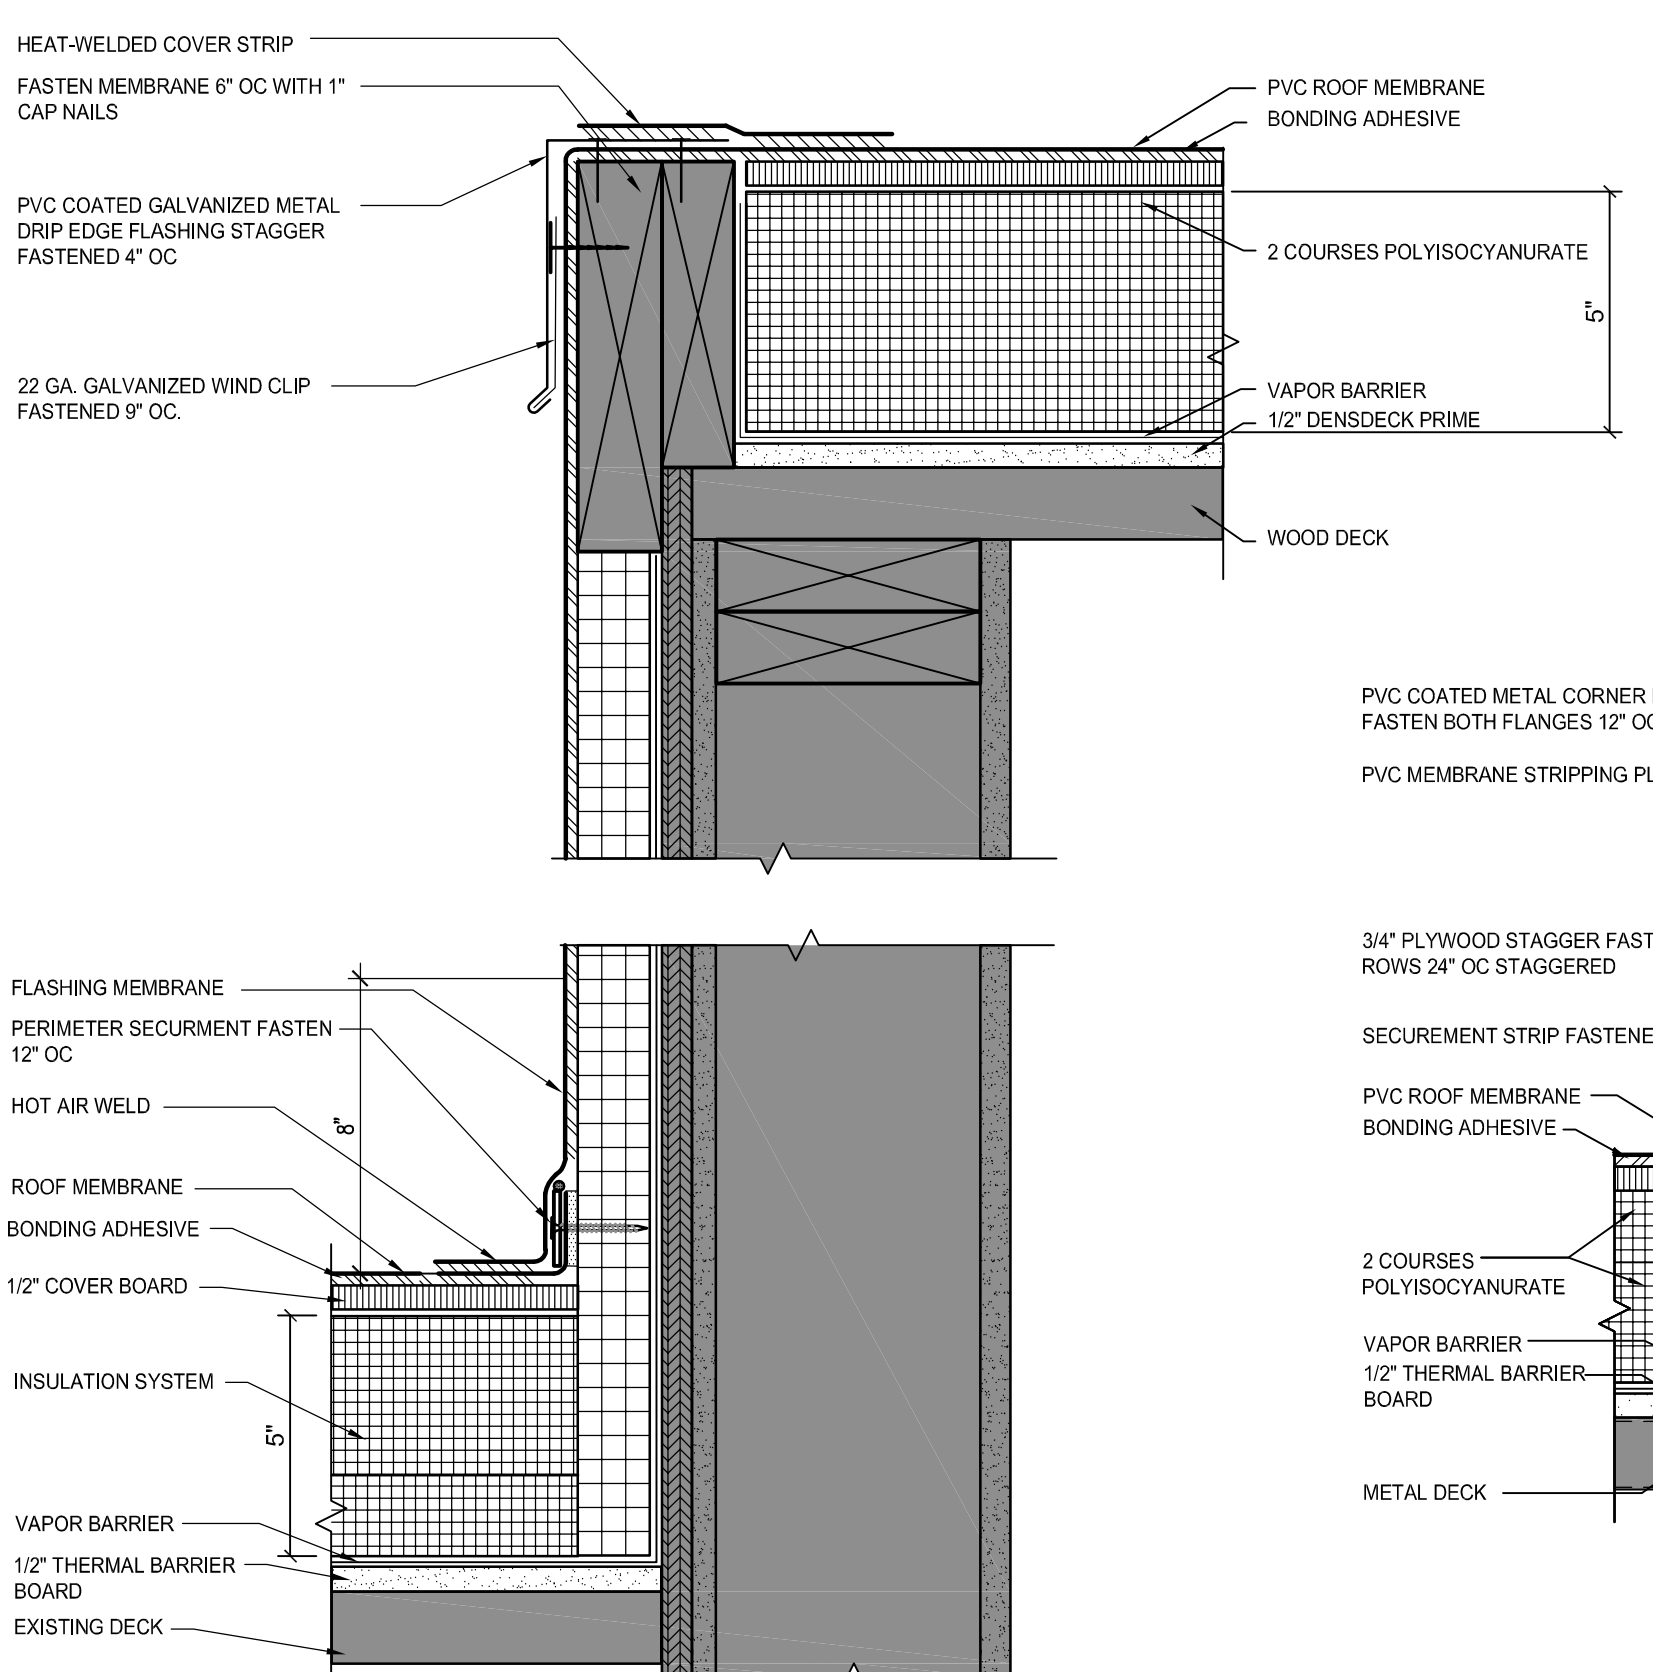 HEAT-WELDED COVER STRIP
FASTEN MEMBRANE 6" OC WITH 1"
CAP NAILS
PVC COATED GALVANIZED METAL
DRIP EDGE FLASHING STAGGER
FASTENED 4" OC
22 GA. GALVANIZED WIND CLIP
FASTENED 9" OC.
PVC ROOF MEMBRANE
BONDING ADHESIVE
2 COURSES POLYISOCYANURATE
5"
VAPOR BARRIER
1/2" DENSDECK PRIME
WOOD DECK
FLASHING MEMBRANE
PERIMETER SECURMENT FASTEN
12" OC
HOT AIR WELD
8"
ROOF MEMBRANE
BONDING ADHESIVE
1/2" COVER BOARD
INSULATION SYSTEM
5"
VAPOR BARRIER
1/2" THERMAL BARRIER
BOARD
EXISTING DECK
PVC COATED METAL CORNER
FASTEN BOTH FLANGES 12" OC
PVC MEMBRANE STRIPPING
3/4" PLYWOOD STAGGER
ROWS 24" OC STAGGERED
SECUREMENT STRIP
PVC ROOF MEMBRANE
BONDING ADHESIVE
2 COURSES
POLYISOCYANURATE
VAPOR BARRIER
1/2" THERMAL BARRIER
BOARD
METAL DECK